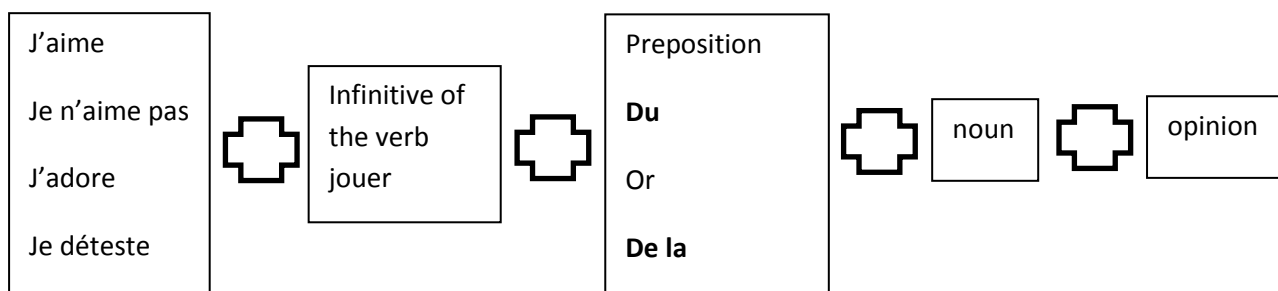 J'aime
Je n'aime pas
J'adore
Je déteste
Infinitive of
the verb
jouer
Preposition
Du
Or
De la
noun
opinion